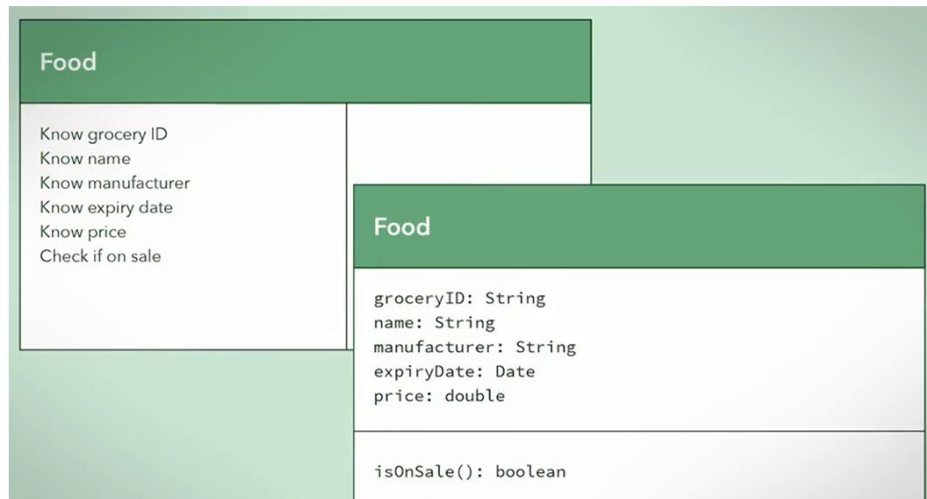 Food
Know grocery ID
Know name
Know manufacturer
Know expiry date
Know price
Check if on sale
Food
groceryID: String
name: String
manufacturer: String
expiryDate: Date
price: double
isOnSale(): boolean